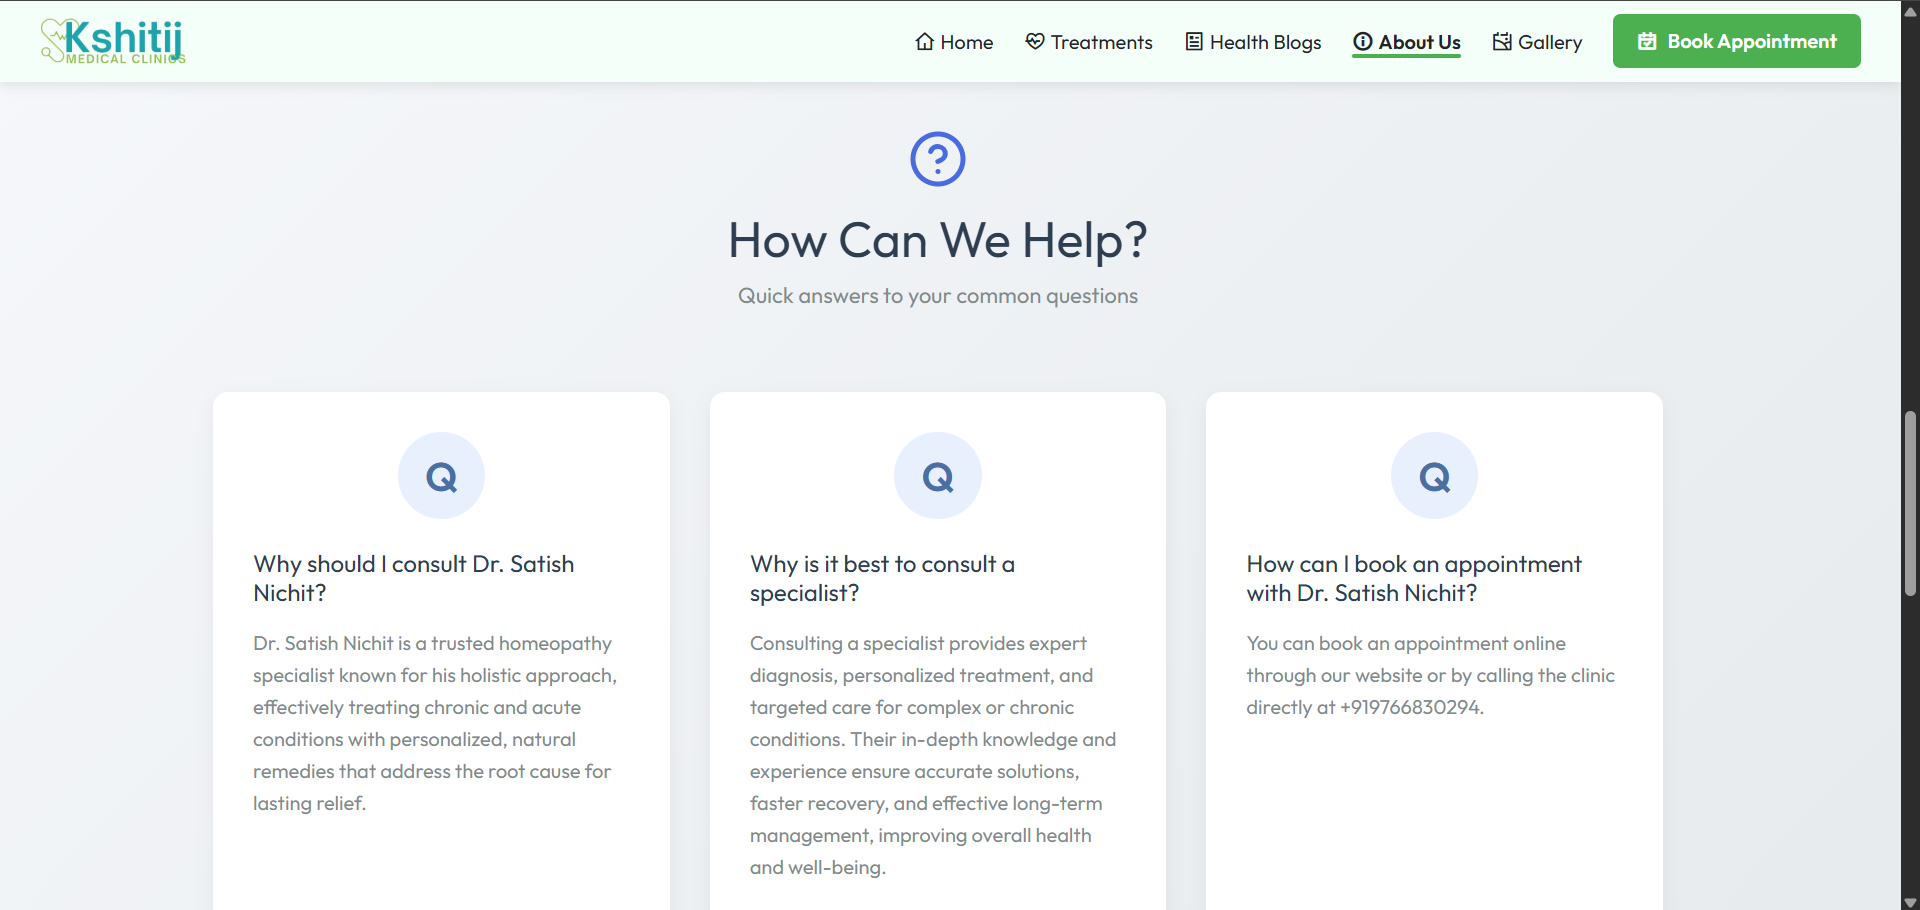 Kshitij
MEDICAL CLINICS
Home
Treatments
Health Blogs
About Us
Gallery
Book Appointment
How Can We Help?
Quick answers to your common questions
Q
Why should I consult Dr. Satish
Nichit?
Dr. Satish Nichit is a trusted homeopathy
specialist known for his holistic approach,
effectively treating chronic and acute
conditions with personalized, natural
remedies that address the root cause for
lasting relief.
Q
Why is it best to consult a
specialist?
Consulting a specialist provides expert
diagnosis, personalized treatment, and
targeted care for complex or chronic
conditions. Their in-depth knowledge and
experience ensure accurate solutions,
faster recovery, and effective long-term
management, improving overall health
and well-being.
Q
How can I book an appointment
with Dr. Satish Nichit?
You can book an appointment online
through our website or by calling the clinic
directly at +919766830294.